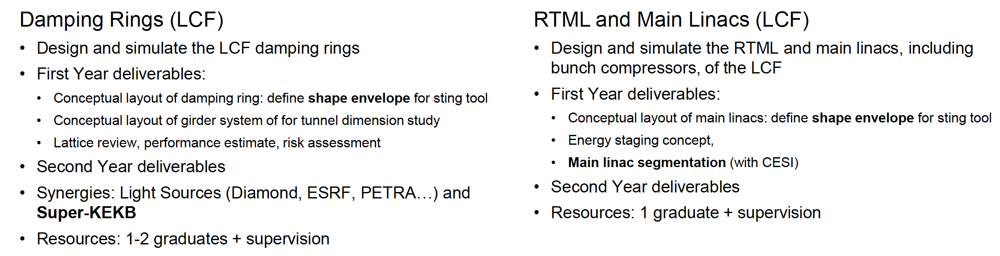 Damping Rings (LCF)
• Design and simulate the LCF damping rings
• First Year deliverables:
• Conceptual layout of damping ring: define shape envelope for sting tool
• Conceptual layout of girder system of for tunnel dimension study
• Lattice review, performance estimate, risk assessment
• Second Year deliverables
• Synergies: Light Sources (Diamond, ESRF, PETRA…) and
Super-KEKB
• Resources: 1-2 graduates + supervision
RTML and Main Linacs (LCF)
• Design and simulate the RTML and main linacs, including
bunch compressors, of the LCF
• First Year deliverables:
• Conceptual layout of main linacs: define shape envelope for sting tool
• Energy staging concept,
• Main linac segmentation (with CESI)
• Second Year deliverables
• Resources: 1 graduate + supervision